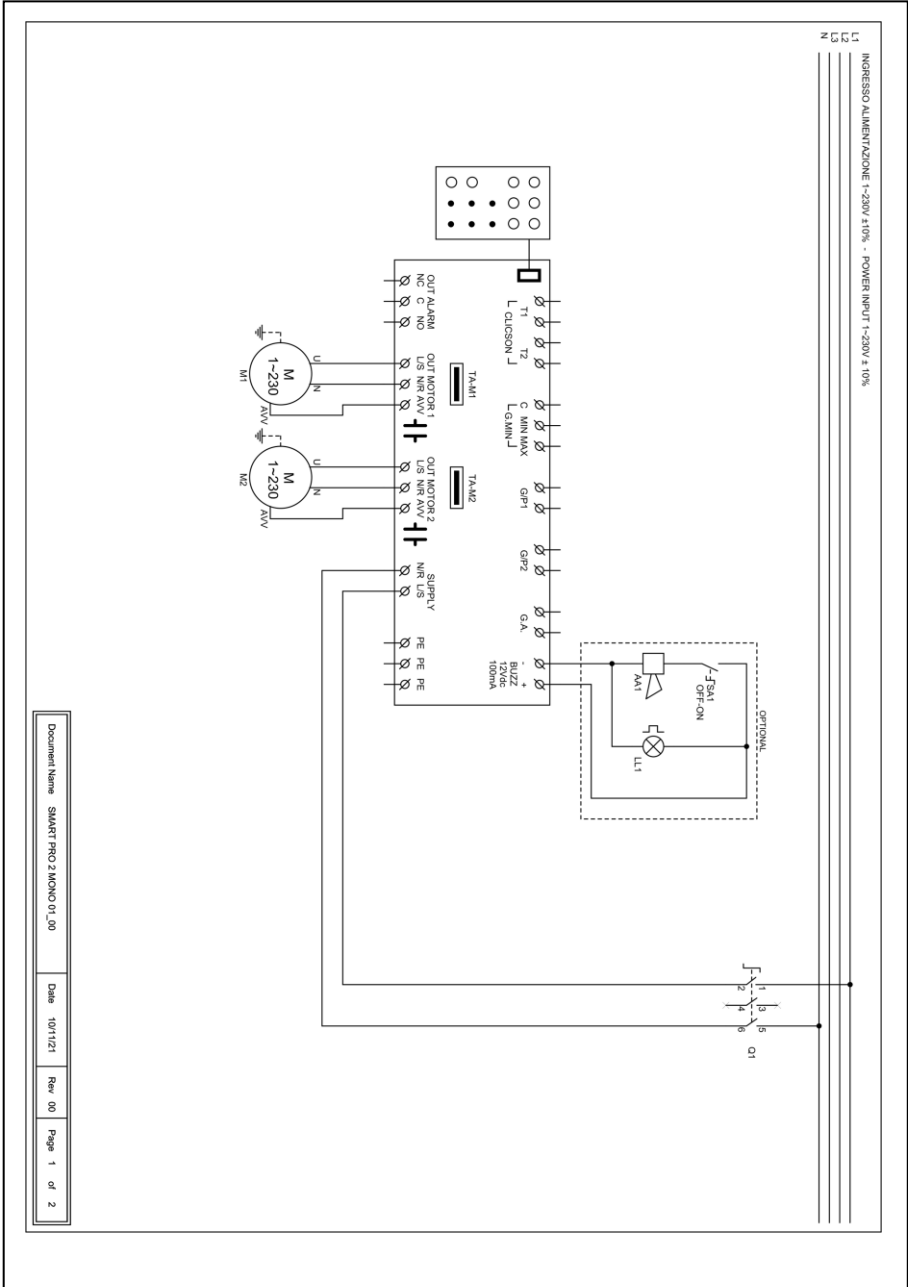 INGRESSO ALIMENTAZIONE 1~230V ±10% - POWER INPUT 1~230V ± 10%
L1
L2
L3
N
T1
T2
CLICSON
C MIN MAX
G.MIN
G/P1
G/P2
G.A.
- +
BUZZ
12Vdc
100mA
OPTIONAL
SA1
OFF-ON
AA1
LL1
1 3 5
2 4 6
Q1
TA-M1
TA-M2
OUT ALARM
NC C NO
OUT MOTOR 1
L/S N/R AVV
OUT MOTOR 2
L/S N/R AVV
SUPPLY
N/R L/S
PE PE PE
U N
M
1~230
M1
AVV
U N
M
1~230
M2
AVV
Document Name SMART PRO 2 MONO 01_00 Date 10/11/21 Rev 00 Page 1 of 2